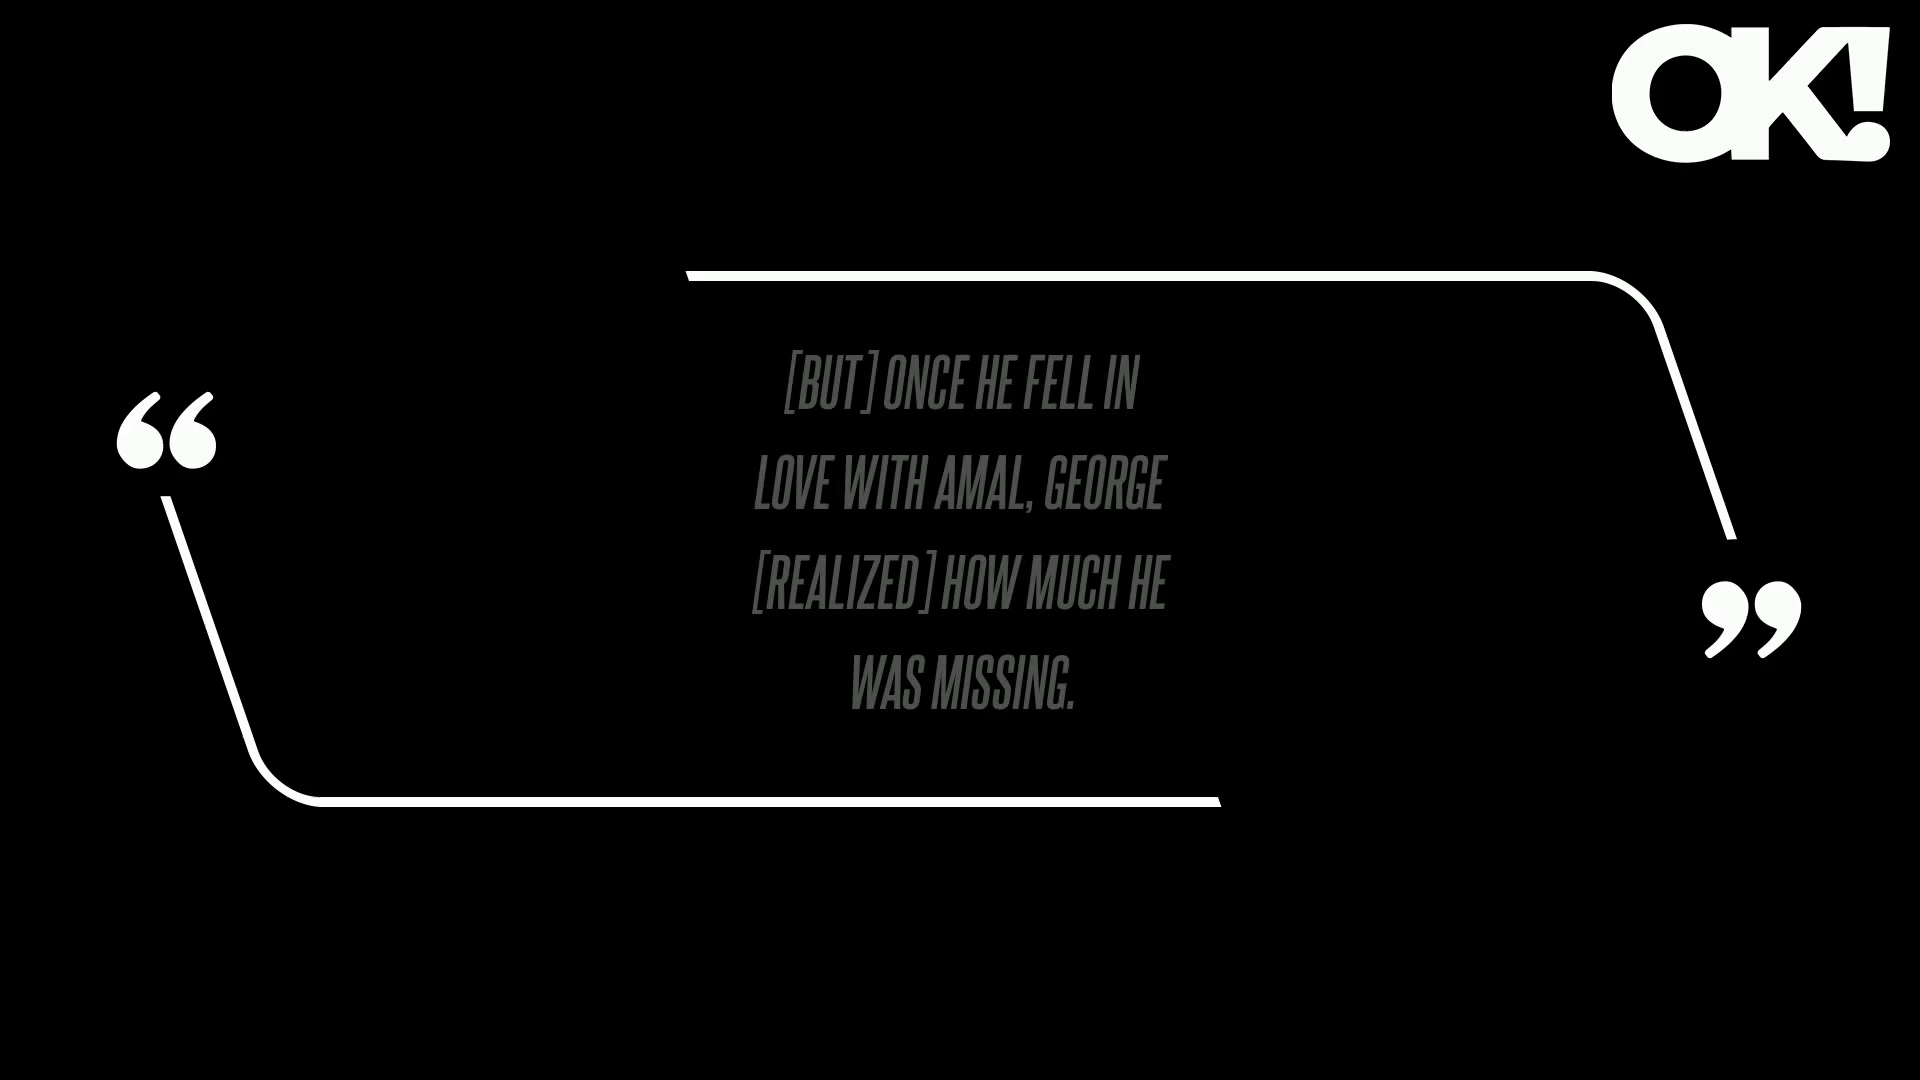 OK!
[BUT] ONCE HE FELL IN
LOVE WITH AMAL, GEORGE
[REALIZED] HOW MUCH HE
WAS MISSING.